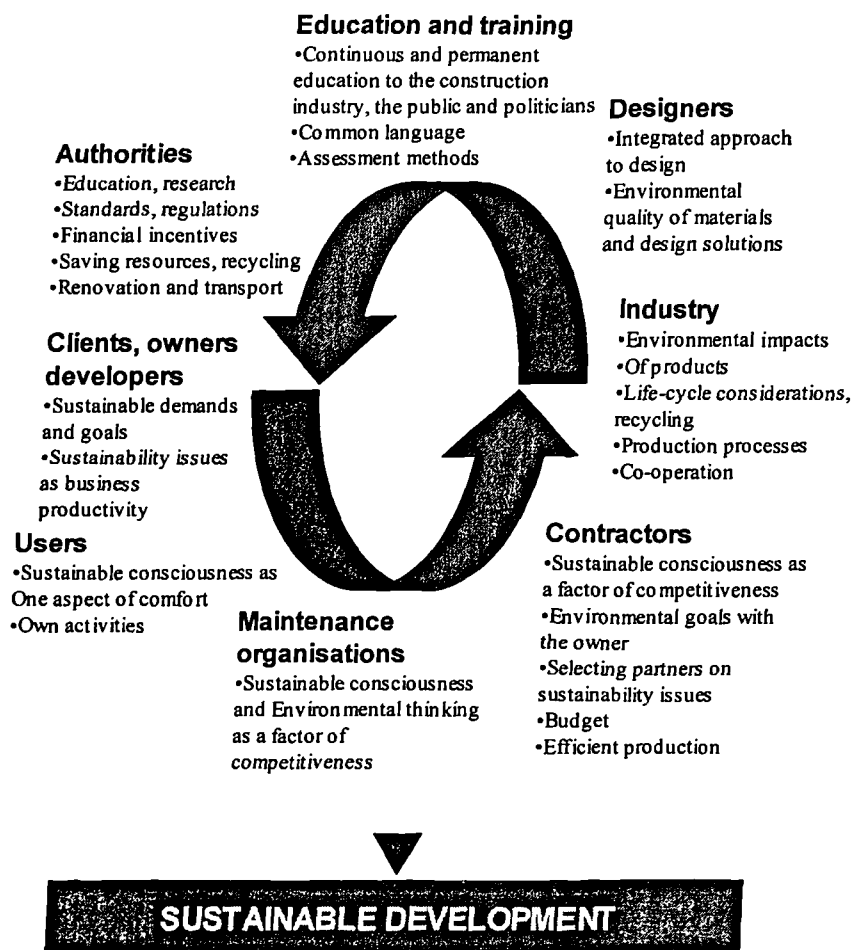 Education and training
•Continuous and permanent
education to the construction
industry, the public and politicians
•Common language
•Assessment methods
Designers
•Integrated approach
to design
•Environmental
quality of materials
and design solutions
Authorities
•Education, research
•Standards, regulations
•Financial incentives
•Saving resources, recycling
•Renovation and transport
Industry
•Environmental impacts
•Of products
•Life-cycle considerations,
recycling
•Production processes
•Co-operation
Clients, owners
developers
•Sustainable demands
and goals
•Sustainability issues
as business
productivity
Users
•Sustainable consciousness as
One aspect of comfort
•Own activities
Maintenance
organisations
•Sustainable consciousness
and Environmental thinking
as a factor of
competitiveness
Contractors
•Sustainable consciousness as
a factor of competitiveness
•Environmental goals with
the owner
•Selecting partners on
sustainability issues
•Budget
•Efficient production
SUSTAINABLE DEVELOPMENT